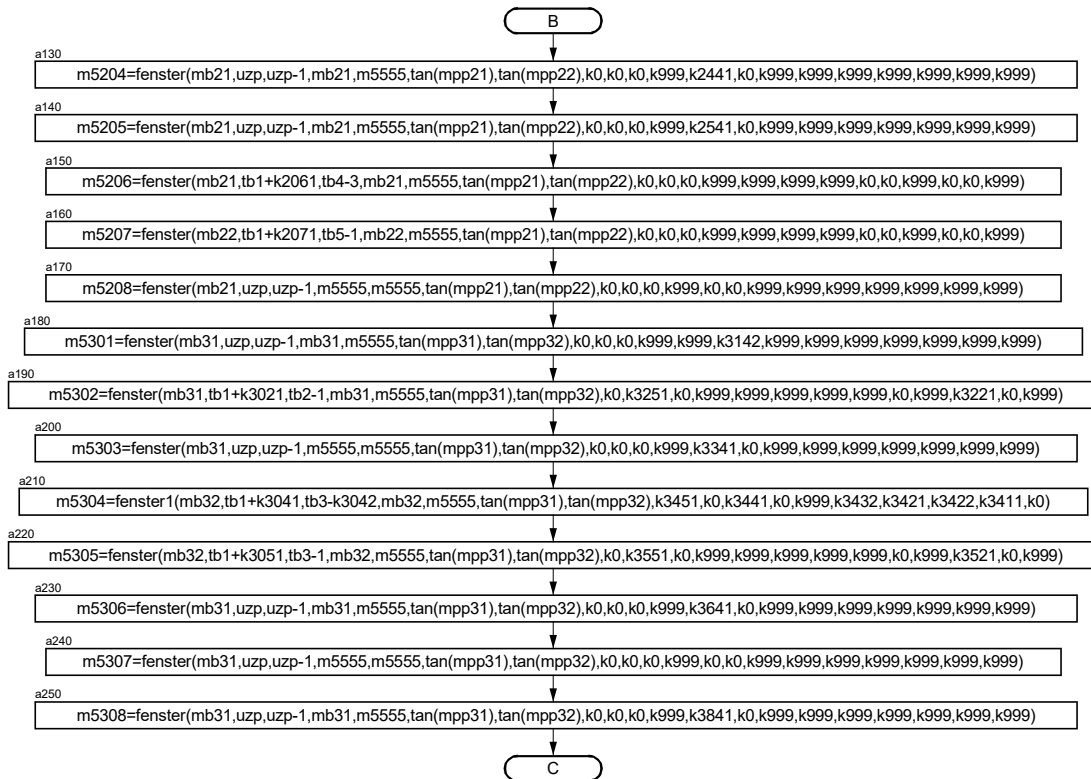 B
a130
m5204=fenster(mb21,uzp,uzp-1,mb21,m5555,tan(mpp21),tan(mpp22),k0,k0,k0,k999,k2441,k0,k999,k999,k999,k999,k999,k999,k999)
a140
m5205=fenster(mb21,uzp,uzp-1,mb21,m5555,tan(mpp21),tan(mpp22),k0,k0,k0,k999,k2541,k0,k999,k999,k999,k999,k999,k999,k999)
a150
m5206=fenster(mb21,tb1+k2061,tb4-3,mb21,m5555,tan(mpp21),tan(mpp22),k0,k0,k0,k999,k999,k999,k999,k0,k0,k999,k0,k0,k999)
a160
m5207=fenster(mb22,tb1+k2071,tb5-1,mb22,m5555,tan(mpp21),tan(mpp22),k0,k0,k0,k999,k999,k999,k999,k0,k0,k999,k0,k0,k999)
a170
m5208=fenster(mb21,uzp,uzp-1,m5555,m5555,tan(mpp21),tan(mpp22),k0,k0,k0,k999,k0,k0,k999,k999,k999,k999,k999,k999,k999)
a180
m5301=fenster(mb31,uzp,uzp-1,mb31,m5555,tan(mpp31),tan(mpp32),k0,k0,k0,k999,k999,k3142,k999,k999,k999,k999,k999,k999,k999)
a190
m5302=fenster(mb31,tb1+k3021,tb2-1,mb31,m5555,tan(mpp31),tan(mpp32),k0,k3251,k0,k999,k999,k999,k999,k999,k0,k999,k3221,k0,k999)
a200
m5303=fenster(mb31,uzp,uzp-1,m5555,m5555,tan(mpp31),tan(mpp32),k0,k0,k0,k999,k3341,k0,k999,k999,k999,k999,k999,k999,k999)
a210
m5304=fenster1(mb32,tb1+k3041,tb3-k3042,mb32,m5555,tan(mpp31),tan(mpp32),k3451,k0,k3441,k0,k999,k3432,k3421,k3422,k3411,k0)
a220
m5305=fenster(mb32,tb1+k3051,tb3-1,mb32,m5555,tan(mpp31),tan(mpp32),k0,k3551,k0,k999,k999,k999,k999,k999,k0,k999,k3521,k0,k999)
a230
m5306=fenster(mb31,uzp,uzp-1,mb31,m5555,tan(mpp31),tan(mpp32),k0,k0,k0,k999,k3641,k0,k999,k999,k999,k999,k999,k999,k999)
a240
m5307=fenster(mb31,uzp,uzp-1,m5555,m5555,tan(mpp31),tan(mpp32),k0,k0,k0,k999,k0,k0,k999,k999,k999,k999,k999,k999,k999)
a250
m5308=fenster(mb31,uzp,uzp-1,mb31,m5555,tan(mpp31),tan(mpp32),k0,k0,k0,k999,k3841,k0,k999,k999,k999,k999,k999,k999,k999)
C